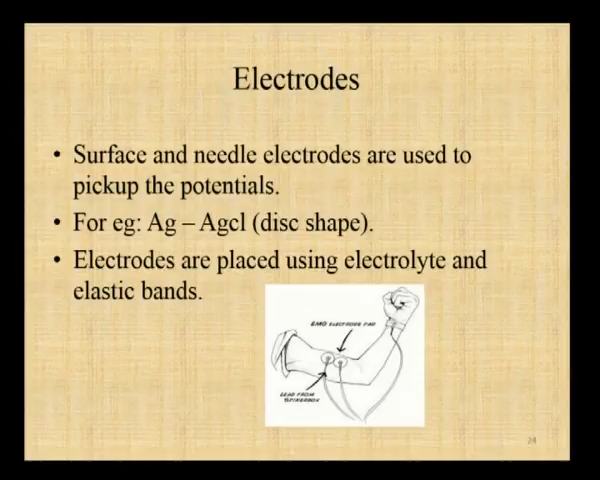 Electrodes
• Surface and needle electrodes are used to
pickup the potentials.
• For eg: Ag – Agcl (disc shape).
• Electrodes are placed using electrolyte and
elastic bands.
EMG ELECTRODE PAD
LEAD FROM
24